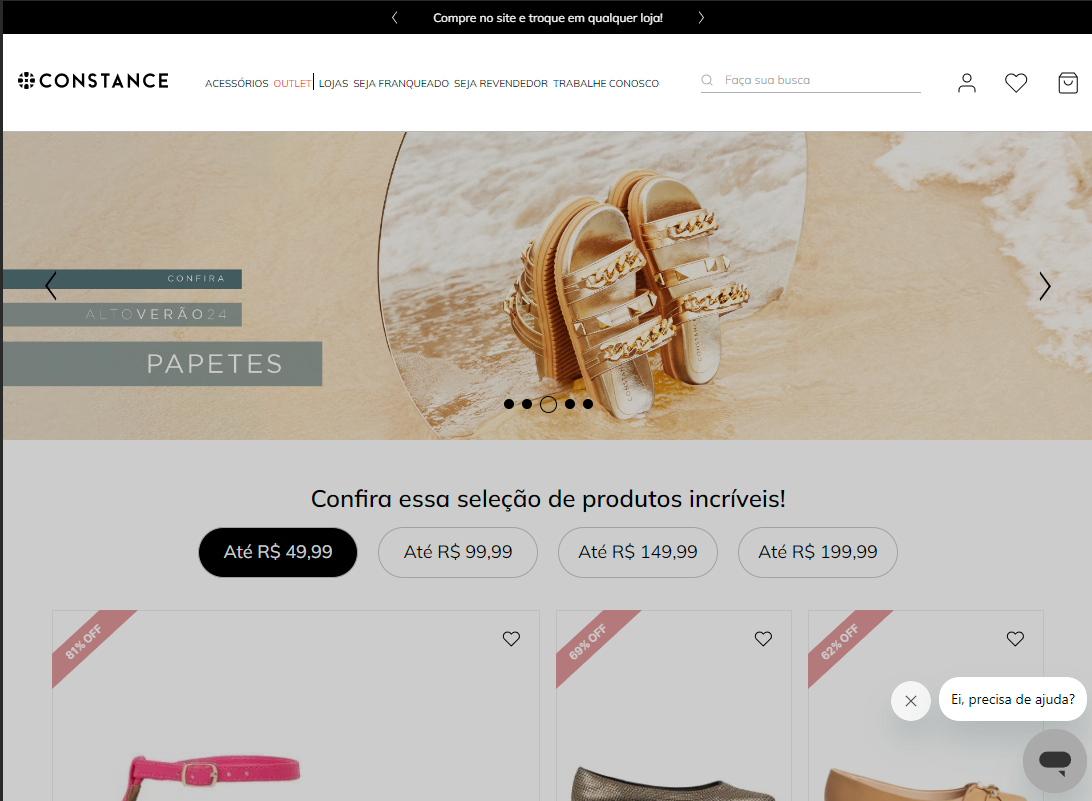 Compre no site e troque em qualquer loja!
CONSTANCE
ACESSÓRIOS OUTLET LOJAS SEJA FRANQUEADO SEJA REVENDEDOR TRABALHE CONOSCO
Faça sua busca
CONFIRA
ALTOVERÃO24
PAPETES
CONSTANCE
CONSTANCE
Confira essa seleção de produtos incríveis!
Até R$ 49,99
Até R$ 99,99
Até R$ 149,99
Até R$ 199,99
81% OFF
69% OFF
62% OFF
Ei, precisa de ajuda?